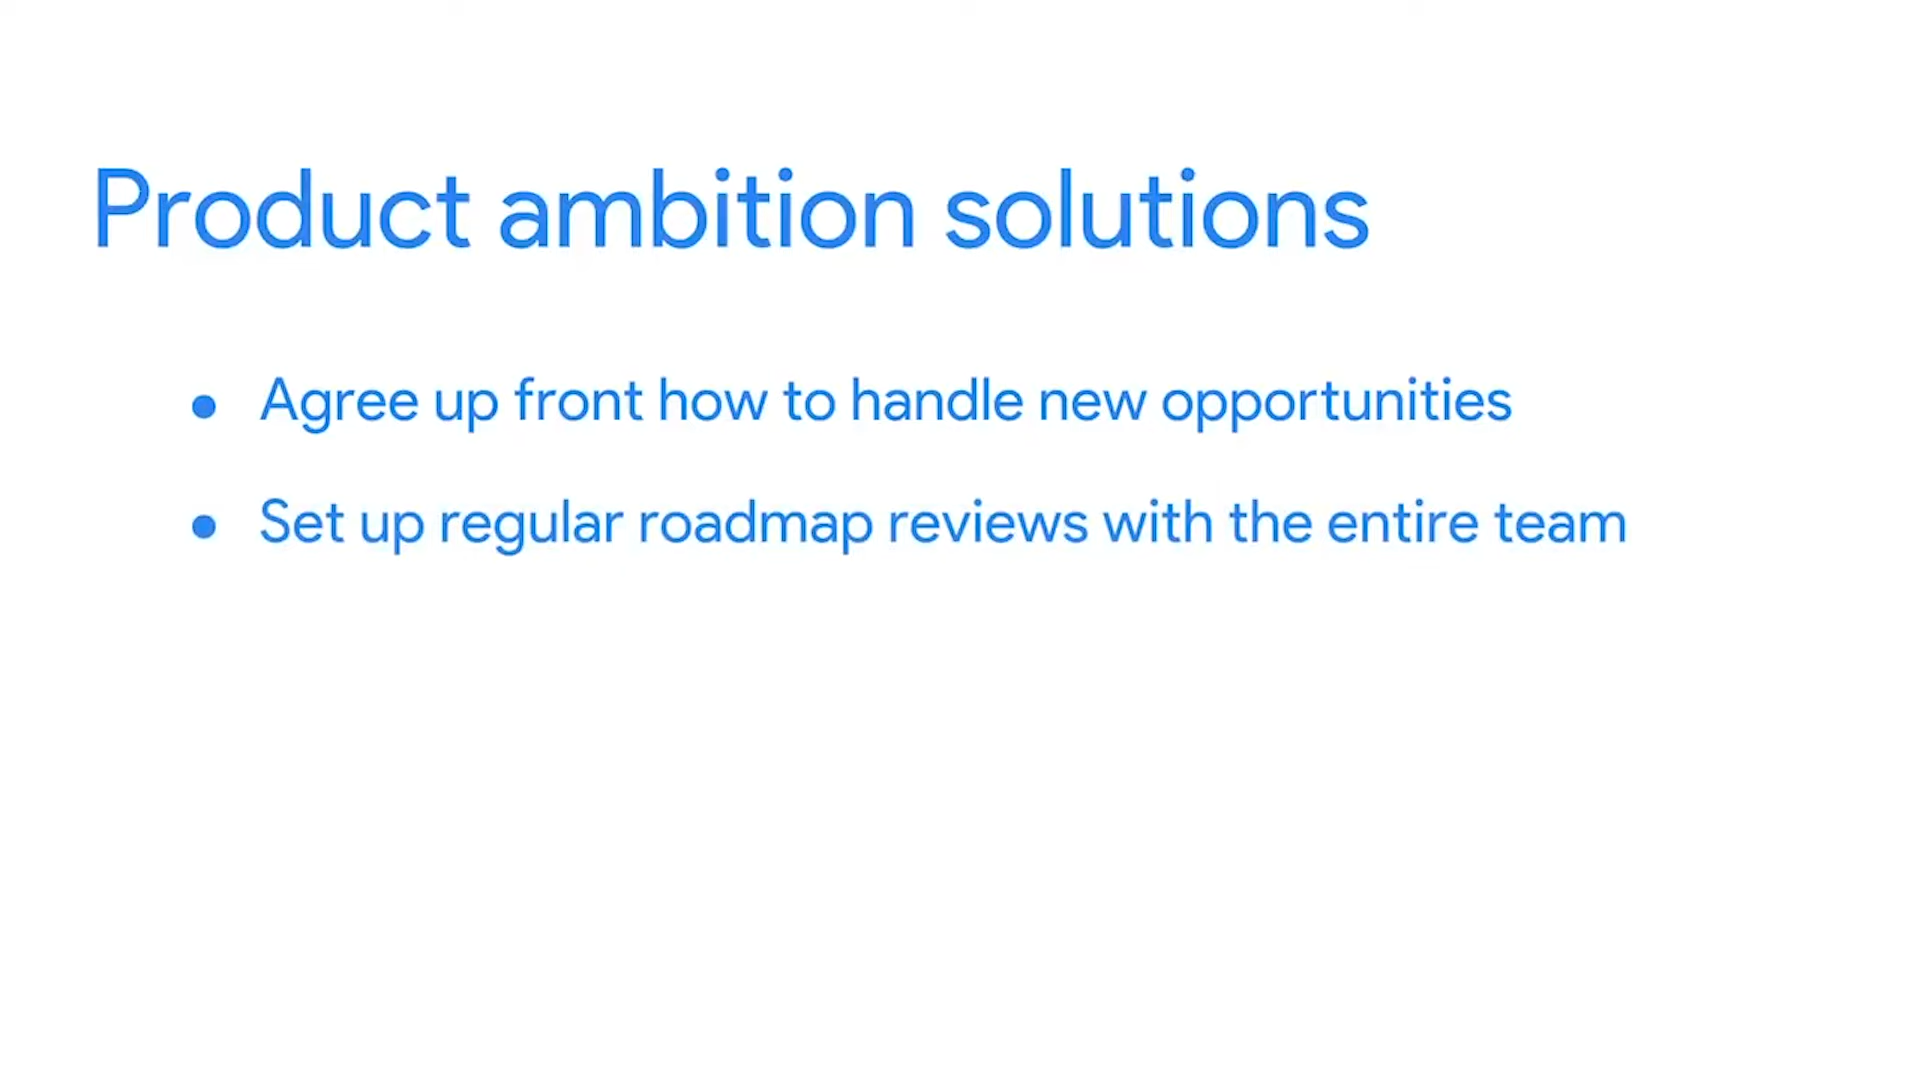 Product ambition solutions
● Agree up front how to handle new opportunities
● Set up regular roadmap reviews with the entire team